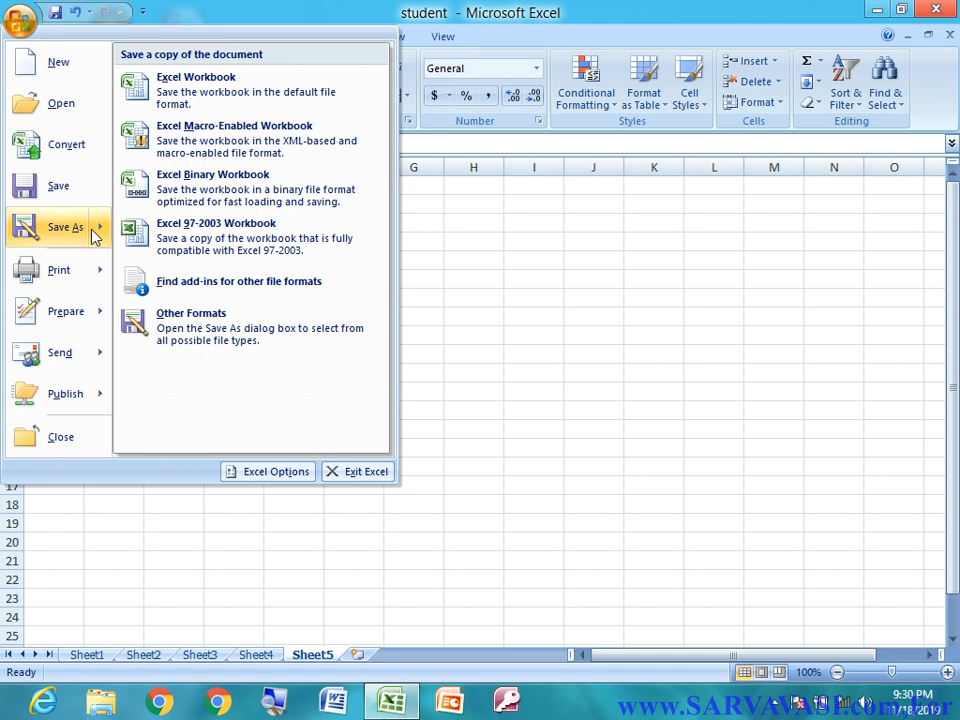 student - Microsoft Excel
View
New
Open
Convert
Save
Save As
Print
Prepare
Send
Publish
Close
Save a copy of the document
Excel Workbook
Save the workbook in the default file
format.
Excel Macro-Enabled Workbook
Save the workbook in the XML-based and
macro-enabled file format.
Excel Binary Workbook
Save the workbook in a binary file format
optimized for fast loading and saving.
Excel 97-2003 Workbook
Save a copy of the workbook that is fully
compatible with Excel 97-2003.
Find add-ins for other file formats
Other Formats
Open the Save As dialog box to select from
all possible file types.
Excel Options
Exit Excel
General
$ % ,
Number
Conditional
Formatting
Format
as Table
Cell
Styles
Styles
Insert
Delete
Format
Cells
Σ
Sort &
Filter
Find &
Select
Editing
G H I J K L M N O
17
18
19
20
21
22
23
24
25
Sheet1 Sheet2 Sheet3 Sheet4 Sheet5
Ready
100%
9:30 PM
www.SARVAVASI.com